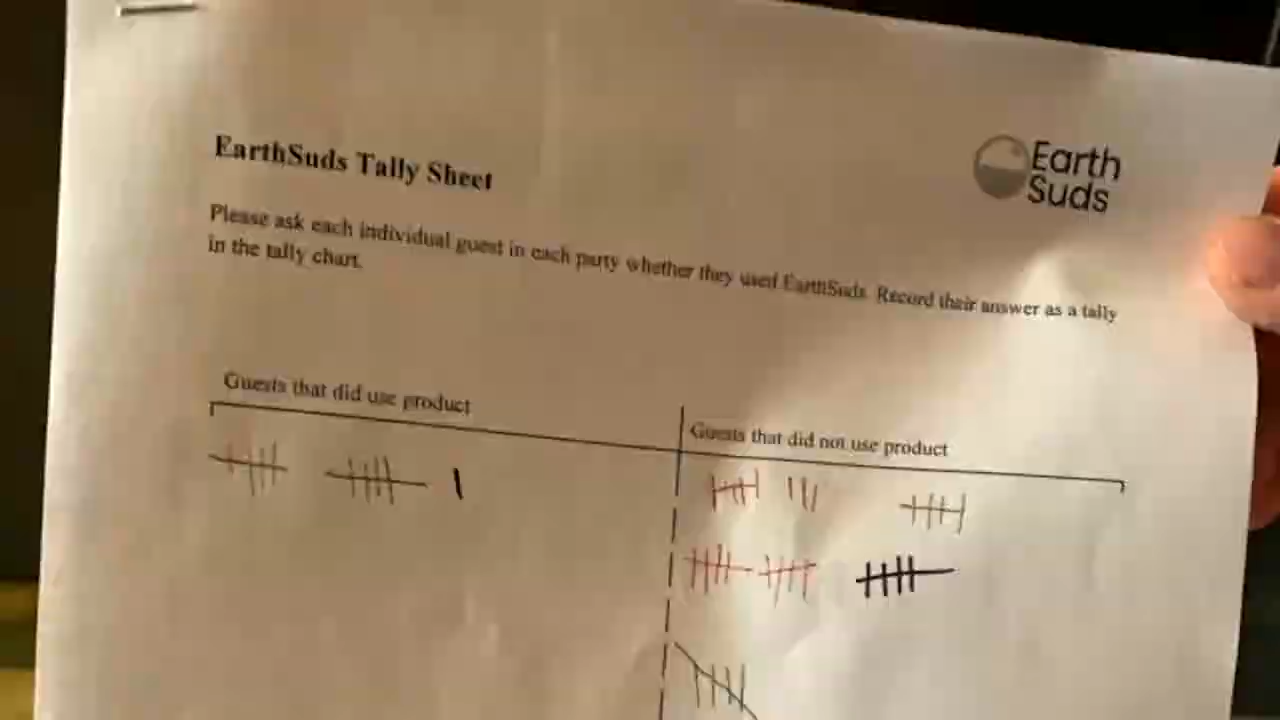 EarthSuds Tally Sheet
Earth
Suds
Please ask each individual guest in each party whether they used EarthSuds. Record their answer as a tally
in the tally chart.
Guests that did use product
Guests that did not use product